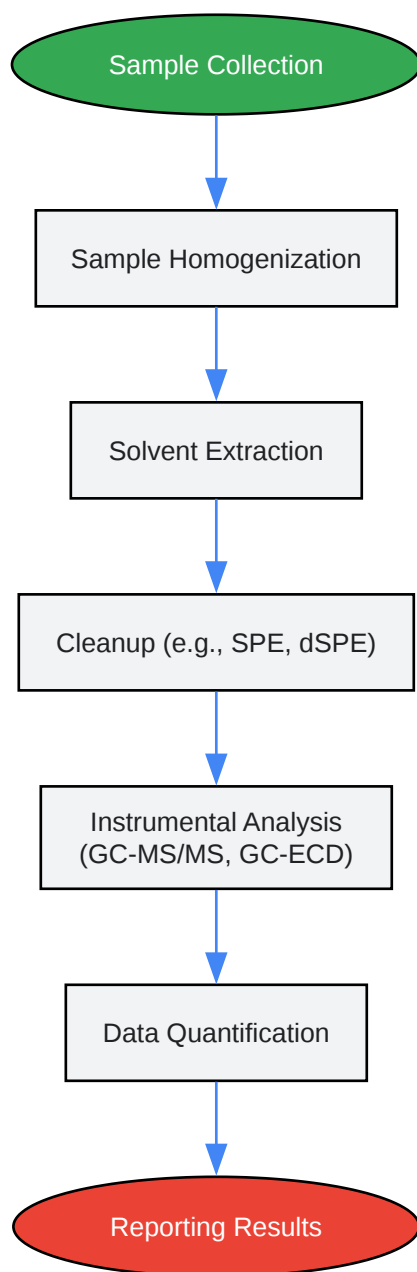 Sample Collection
Sample Homogenization
Solvent Extraction
Cleanup (e.g., SPE, dSPE)
Instrumental Analysis
(GC-MS/MS, GC-ECD)
Data Quantification
Reporting Results